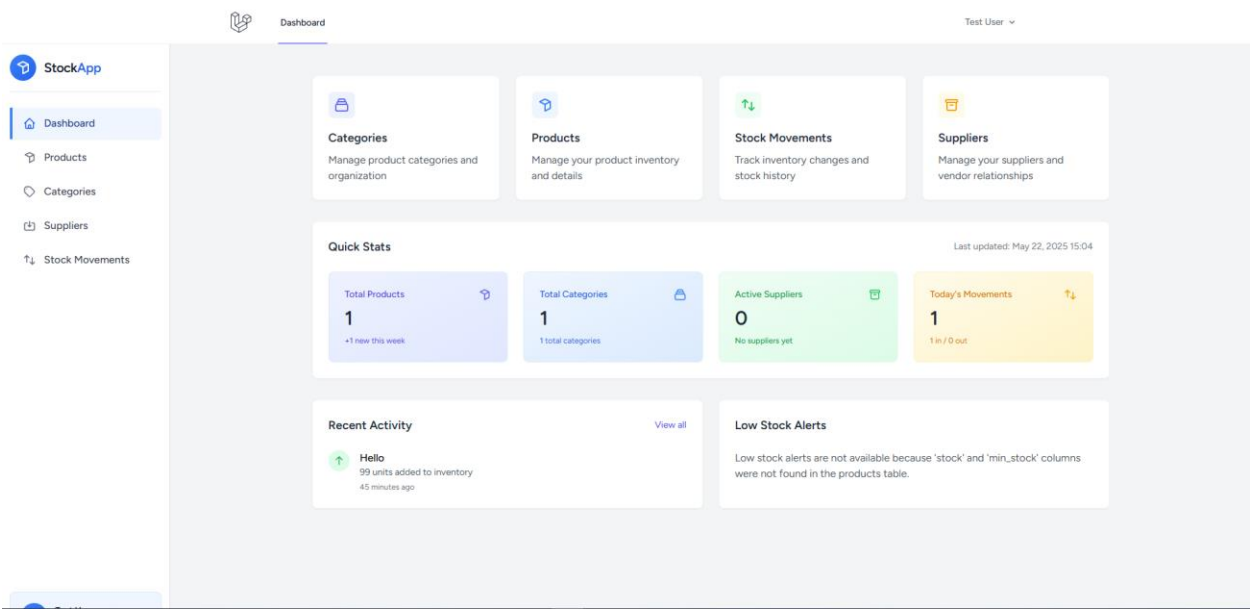 Dashboard
Test User
StockApp
Dashboard
Products
Categories
Suppliers
Stock Movements
Categories
Manage product categories and
organization
Products
Manage your product inventory
and details
Stock Movements
Track inventory changes and
stock history
Suppliers
Manage your suppliers and
vendor relationships
Quick Stats
Last updated: May 22, 2025 15:04
Total Products
1
+1 new this week
Total Categories
1
1 total categories
Active Suppliers
0
No suppliers yet
Today's Movements
1
1 in / 0 out
Recent Activity
View all
Hello
99 units added to inventory
45 minutes ago
Low Stock Alerts
Low stock alerts are not available because 'stock' and 'min_stock' columns
were not found in the products table.